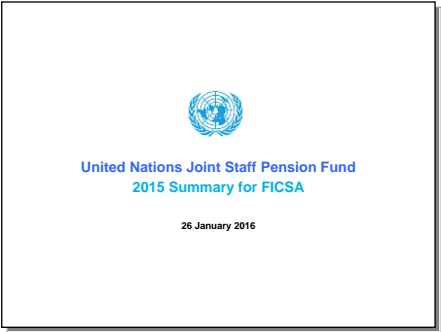 United Nations Joint Staff Pension Fund
2015 Summary for FICSA
26 January 2016